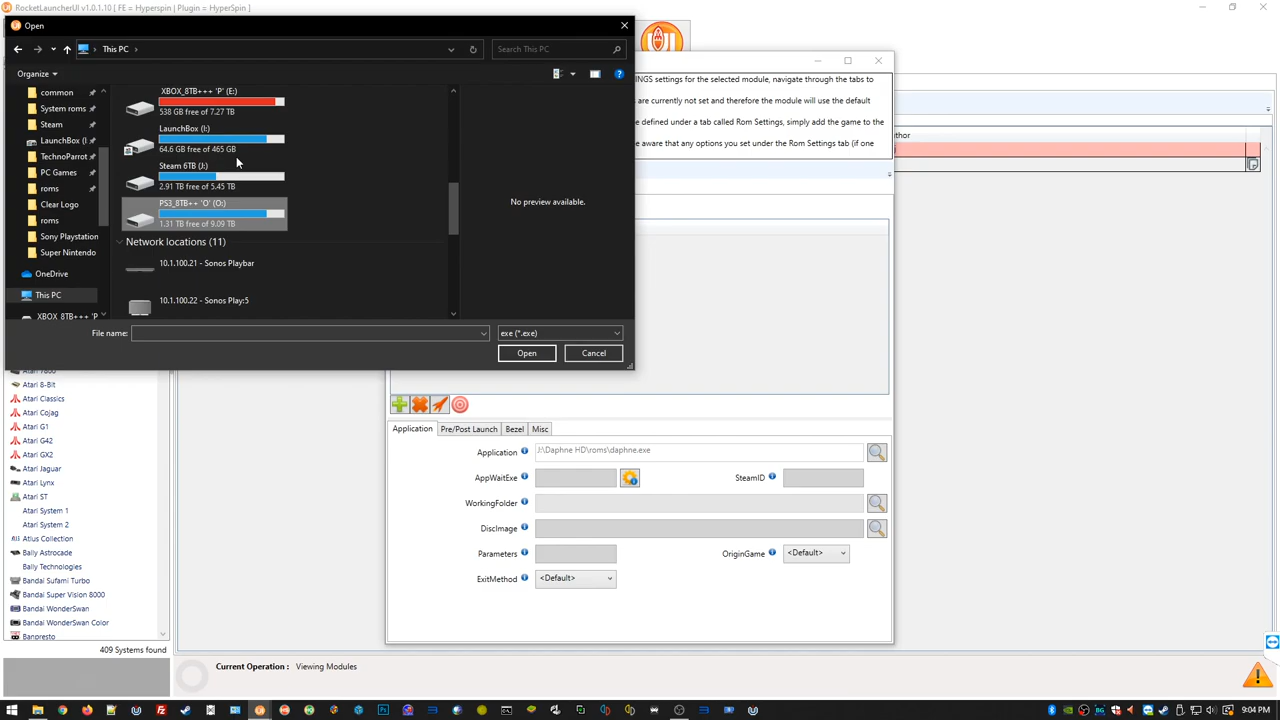 RocketLauncherUI v1.0.1.10 [ FE = Hyperspin | Plugin = HyperSpin ]
Open
This PC
Search This PC
Organize
common
System roms
Steam
LaunchBox (I
TechnoParrot
PC Games
roms
Clear Logo
roms
Sony Playstation
Super Nintendo
OneDrive
This PC
XBOX_8TB+++ 'P'
XBOX_8TB+++ 'P' (E:)
538 GB free of 7.27 TB
LaunchBox (I:)
64.6 GB free of 465 GB
Steam 6TB (J:)
2.91 TB free of 5.45 TB
PS3_8TB++ 'O' (O:)
1.31 TB free of 9.09 TB
Network locations (11)
10.1.100.21 - Sonos Playbar
10.1.100.22 - Sonos Play:5
No preview available.
File name:
exe (*.exe)
Open
Cancel
INGS settings for the selected module, navigate through the tabs to
s are currently not set and therefore the module will use the default
e defined under a tab called Rom Settings, simply add the game to the
e aware that any options you set under the Rom Settings tab (if one
uthor
Atari 7800
Atari 8-Bit
Atari Classics
Atari Cojag
Atari G1
Atari G42
Atari GX2
Atari Jaguar
Atari Lynx
Atari ST
Atari System 1
Atari System 2
Atlus Collection
Bally Astrocade
Bally Technologies
Bandai Sufami Turbo
Bandai Super Vision 8000
Bandai WonderSwan
Bandai WonderSwan Color
Banpresto
409 Systems found
Application
Pre/Post Launch
Bezel
Misc
Application
J:\Daphne HD\roms\daphne.exe
AppWaitExe
SteamID
WorkingFolder
DiscImage
Parameters
OriginGame
<Default>
ExitMethod
<Default>
Current Operation : Viewing Modules
9:04 PM